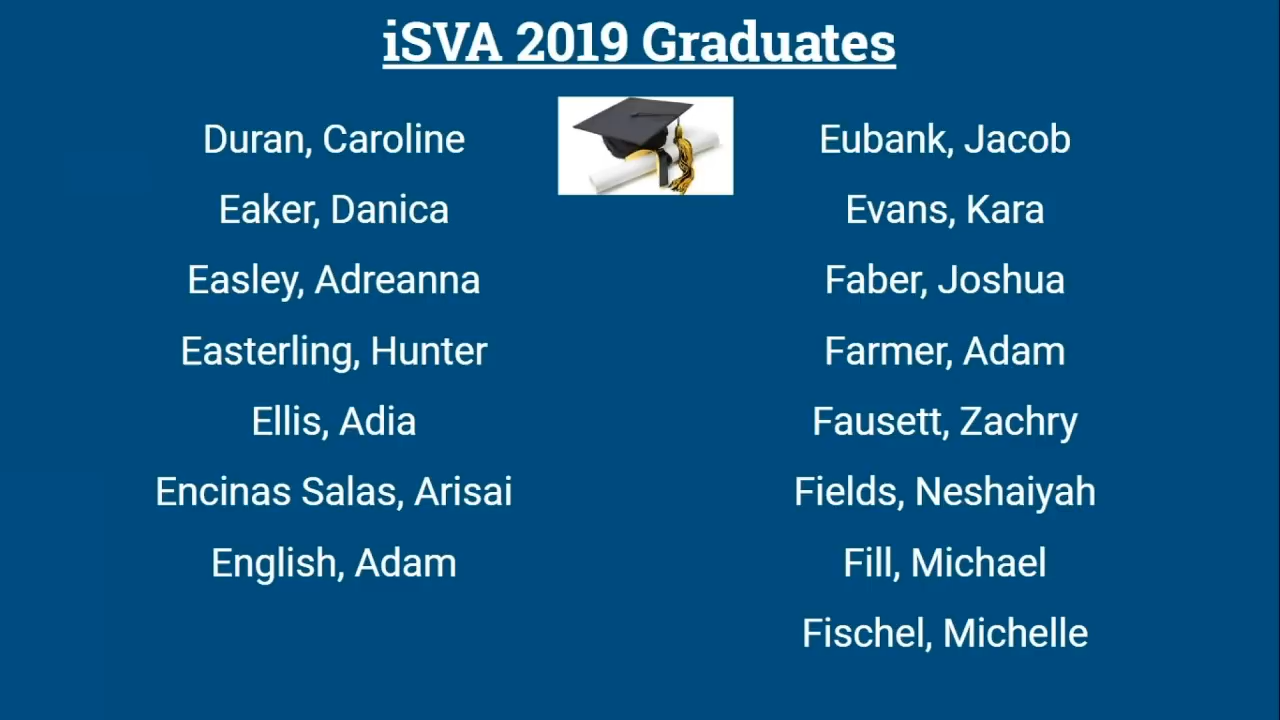 iSVA 2019 Graduates
Duran, Caroline
Eaker, Danica
Easley, Adreanna
Easterling, Hunter
Ellis, Adia
Encinas Salas, Arisai
English, Adam
Eubank, Jacob
Evans, Kara
Faber, Joshua
Farmer, Adam
Fausett, Zachry
Fields, Neshaiyah
Fill, Michael
Fischel, Michelle